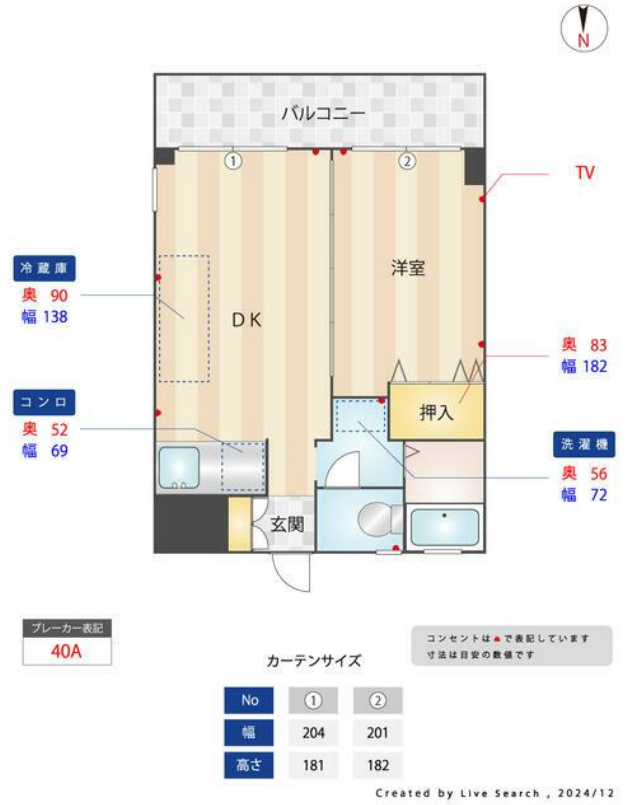 N
バルコニー
①
②
TV
冷蔵庫
奥 90
幅 138
洋室
DK
奥 83
幅 182
コンロ
奥 52
幅 69
押入
洗濯機
奥 56
幅 72
玄関
ブレーカー表記
40A
コンセントは で表記しています
寸法は目安の数値です
カーテンサイズ
No ① ②
幅 204 201
高さ 181 182
Created by Live Search , 2024/12